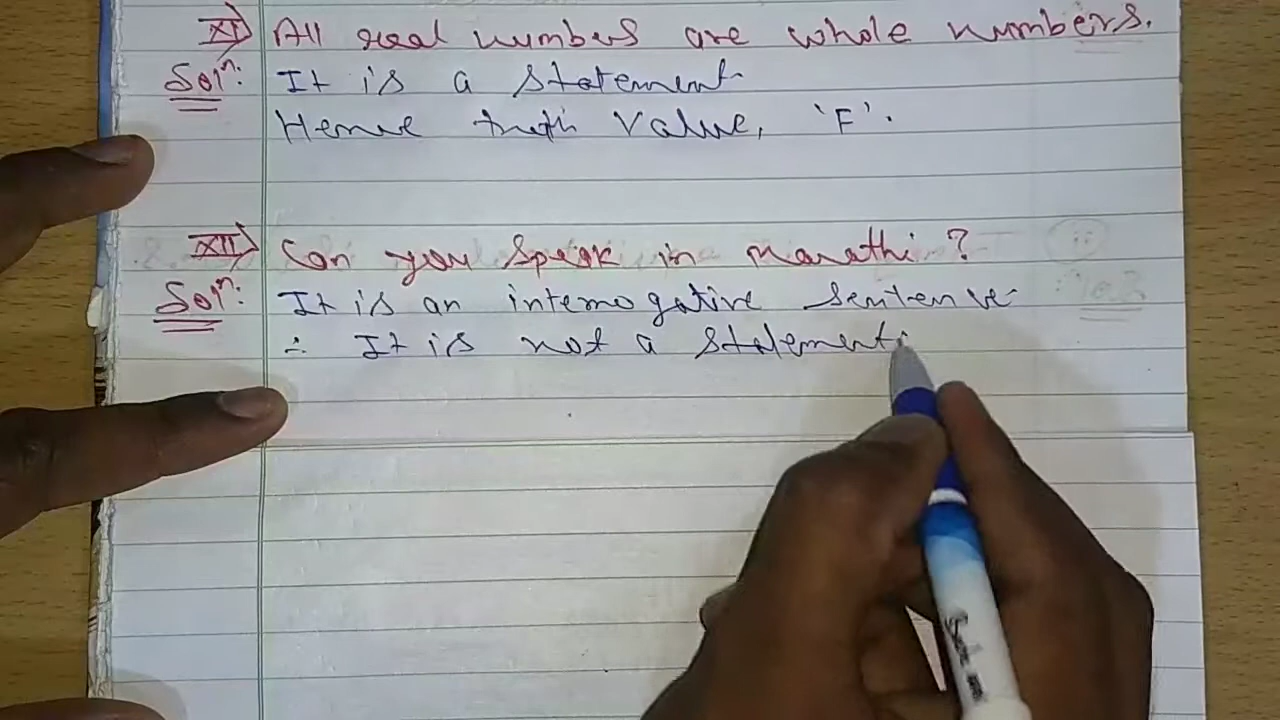 XI) All real numbers are whole numbers.
Solⁿ: It is a statement
Hence truth value, 'F'.
XII) Can you speak in marathi ?
Solⁿ: It is an interrogative sentence
∴ It is not a statement.